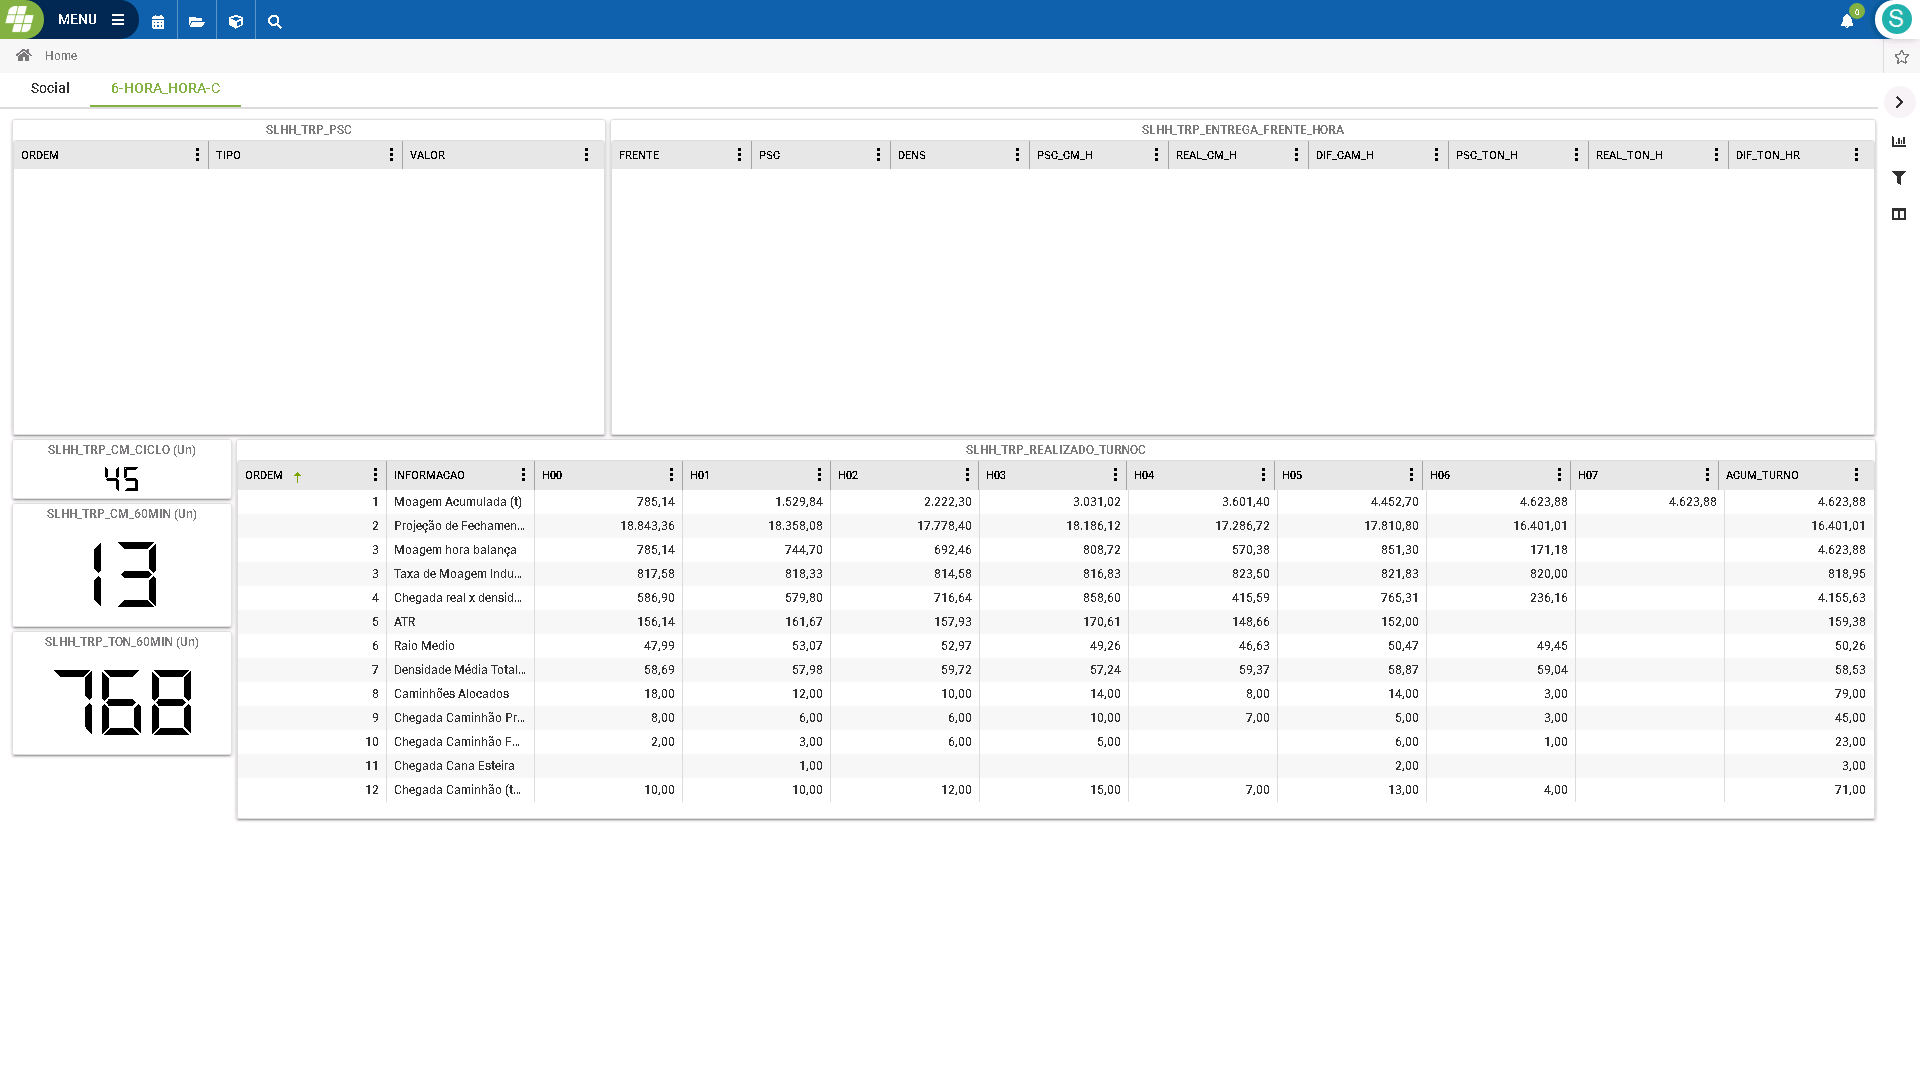 MENU
0
S
Home
Social
6-HORA_HORA-C
SLHH_TRP_PSC
ORDEM TIPO VALOR
SLHH_TRP_ENTREGA_FRENTE_HORA
FRENTE PSC DENS PSC_CM_H REAL_CM_H DIF_CAM_H PSC_TON_H REAL_TON_H DIF_TON_HR
SLHH_TRP_CM_CICLO (Un)
45
SLHH_TRP_CM_60MIN (Un)
13
SLHH_TRP_TON_60MIN (Un)
768
SLHH_TRP_REALIZADO_TURNOC
ORDEM INFORMACAO H00 H01 H02 H03 H04 H05 H06 H07 ACUM_TURNO
1 Moagem Acumulada (t) 785,14 1.529,84 2.222,30 3.031,02 3.601,40 4.452,70 4.623,88 4.623,88 4.623,88
2 Projeção de Fechamen... 18.843,36 18.358,08 17.778,40 18.186,12 17.286,72 17.810,80 16.401,01 16.401,01
3 Moagem hora balança 785,14 744,70 692,46 808,72 570,38 851,30 171,18 4.623,88
3 Taxa de Moagem Indu... 817,58 818,33 814,58 816,83 823,50 821,83 820,00 818,95
4 Chegada real x densid... 586,90 579,80 716,64 858,60 415,59 765,31 236,16 4.155,63
5 ATR 156,14 161,67 157,93 170,61 148,66 152,00 159,38
6 Raio Medio 47,99 53,07 52,97 49,26 46,63 50,47 49,45 50,26
7 Densidade Média Total... 58,69 57,98 59,72 57,24 59,37 58,87 59,04 58,53
8 Caminhões Alocados 18,00 12,00 10,00 14,00 8,00 14,00 3,00 79,00
9 Chegada Caminhão Pr... 8,00 6,00 6,00 10,00 7,00 5,00 3,00 45,00
10 Chegada Caminhão F... 2,00 3,00 6,00 5,00 6,00 1,00 23,00
11 Chegada Cana Esteira 1,00 2,00 3,00
12 Chegada Caminhão (t... 10,00 10,00 12,00 15,00 7,00 13,00 4,00 71,00